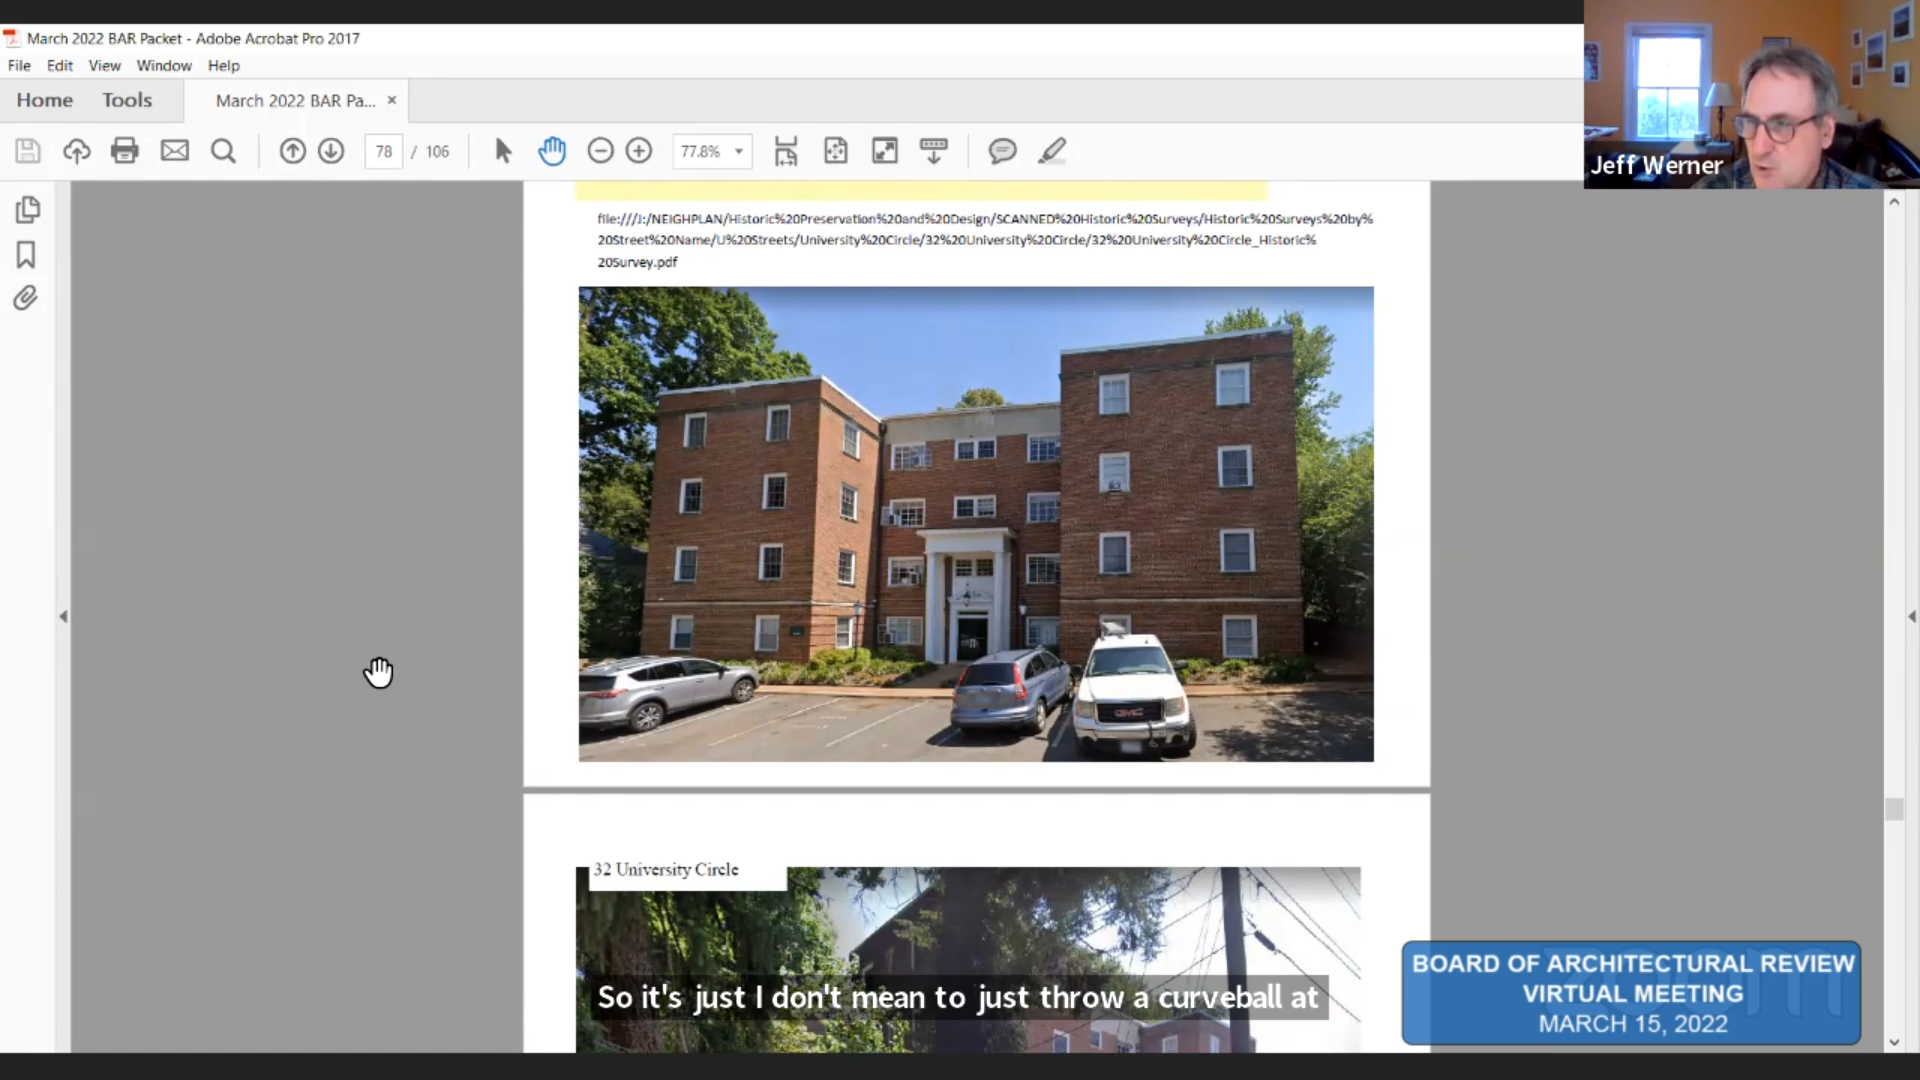 March 2022 BAR Packet - Adobe Acrobat Pro 2017
File Edit View Window Help
Home Tools March 2022 BAR Pa... ×
78 / 106 77.8%
Jeff Werner
file:///J:/NEIGHPLAN/Historic%20Preservation%20and%20Design/SCANNED%20Historic%20Surveys/Historic%20Surveys%20by%
20Street%20Name/U%20Streets/University%20Circle/32%20University%20Circle/32%20University%20Circle_Historic%
20Survey.pdf
GMC
32 University Circle
So it's just I don't mean to just throw a curveball at
BOARD OF ARCHITECTURAL REVIEW
VIRTUAL MEETING
MARCH 15, 2022
zoom